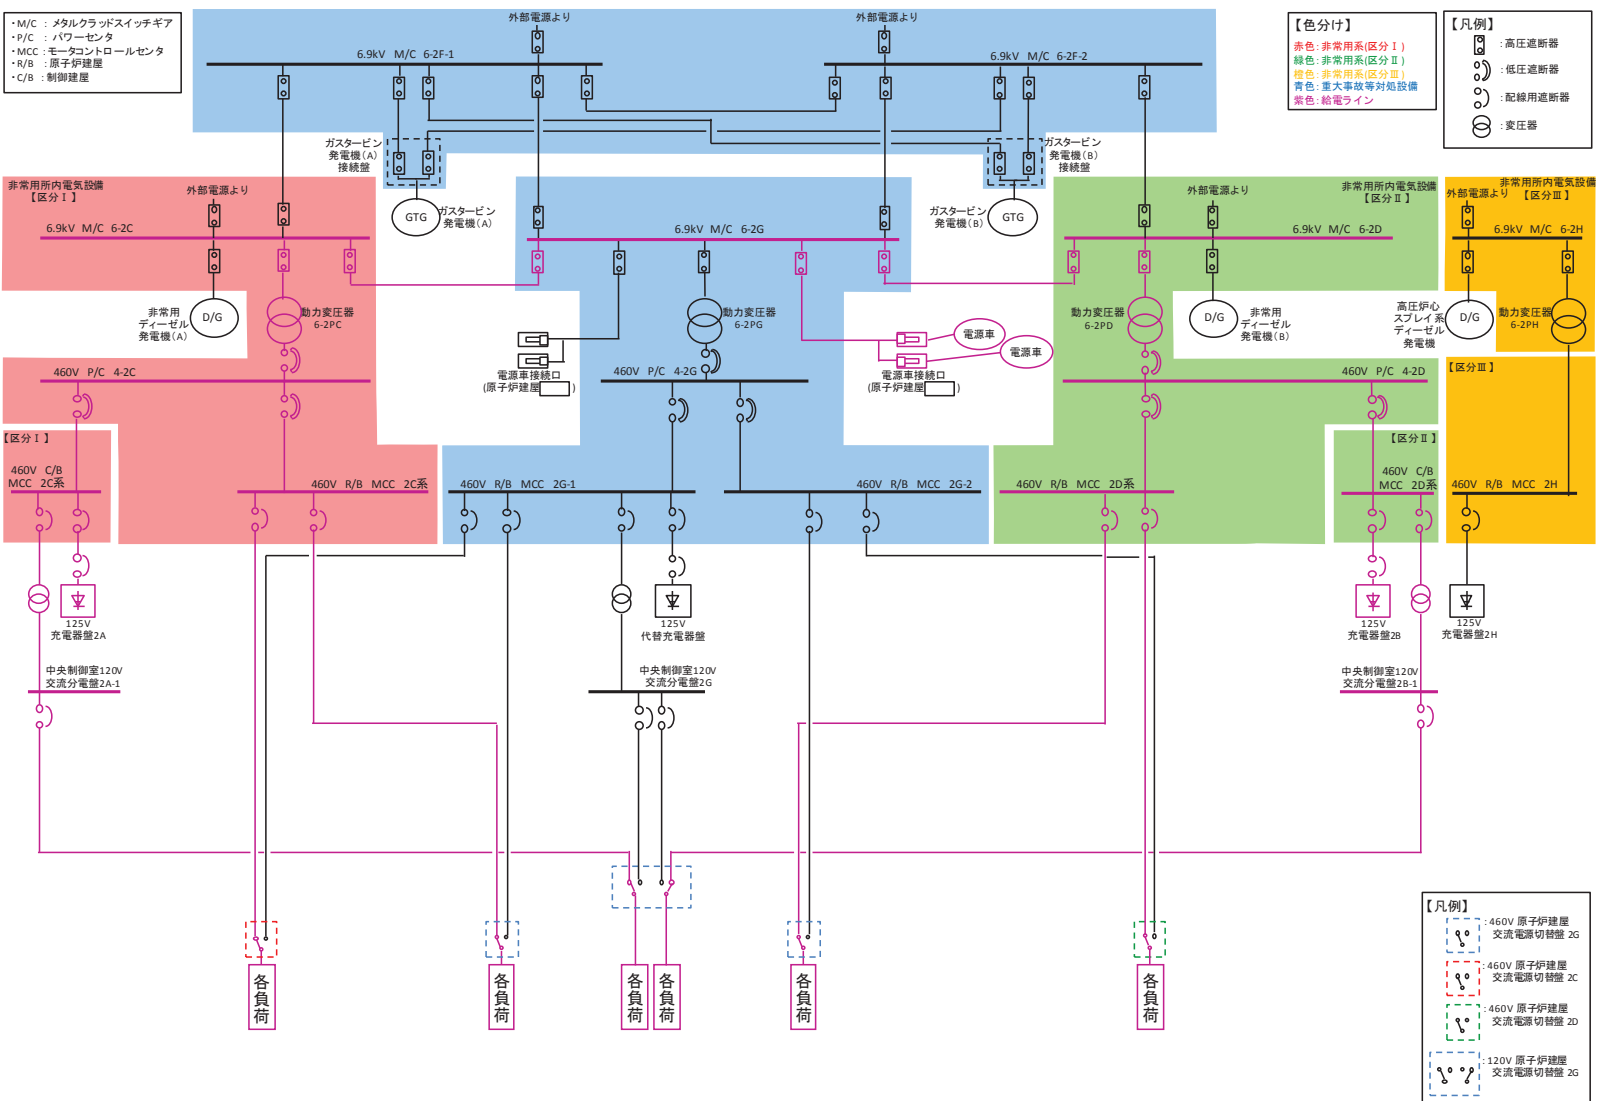 ・M/C ： メタルクラッドスイッチギア
・P/C ： パワーセンタ
・MCC ：モータコントロールセンタ
・R/B ： 原子炉建屋
・C/B ：制御建屋
外部電源より
外部電源より
6.9kV M/C 6-2F-1
6.9kV M/C 6-2F-2
【色分け】
赤色：非常用系(区分Ⅰ)
緑色：非常用系(区分Ⅱ)
橙色：非常用系(区分Ⅲ)
青色：重大事故等対処設備
紫色：給電ライン
【凡例】
：高圧遮断器
：低圧遮断器
：配線用遮断器
：変圧器
ガスタービン
発電機(A)
接続盤
ガスタービン
発電機(B)
接続盤
GTG
ガスタービン
発電機(A)
ガスタービン
発電機(B)
GTG
非常用所内電気設備
【区分Ⅰ】
外部電源より
6.9kV M/C 6-2C
6.9kV M/C 6-2G
非常用所内電気設備
【区分Ⅱ】
外部電源より
6.9kV M/C 6-2D
非常用所内電気設備
【区分Ⅲ】
外部電源より
6.9kV M/C 6-2H
非常用
ディーゼル
発電機(A)
D/G
動力変圧器
6-2PC
動力変圧器
6-2PG
電源車接続口
(原子炉建屋 )
電源車
電源車
電源車接続口
(原子炉建屋 )
動力変圧器
6-2PD
D/G
非常用
ディーゼル
発電機(B)
高圧炉心
スプレイ系
ディーゼル
発電機
D/G
動力変圧器
6-2PH
460V P/C 4-2C
460V P/C 4-2G
460V P/C 4-2D
【区分Ⅲ】
【区分Ⅰ】
460V C/B
MCC 2C系
460V R/B MCC 2C系
460V R/B MCC 2G-1
460V R/B MCC 2G-2
460V R/B MCC 2D系
【区分Ⅱ】
460V C/B
MCC 2D系
460V R/B MCC 2H
125V
充電器盤2A
125V
代替充電器盤
125V
充電器盤2B
125V
充電器盤2H
中央制御室120V
交流分電盤2A-1
中央制御室120V
交流分電盤2G
中央制御室120V
交流分電盤2B-1
各負荷
各負荷
各負荷
各負荷
各負荷
各負荷
【凡例】
：460V 原子炉建屋
交流電源切替盤 2G
：460V 原子炉建屋
交流電源切替盤 2C
：460V 原子炉建屋
交流電源切替盤 2D
：120V 原子炉建屋
交流電源切替盤 2G